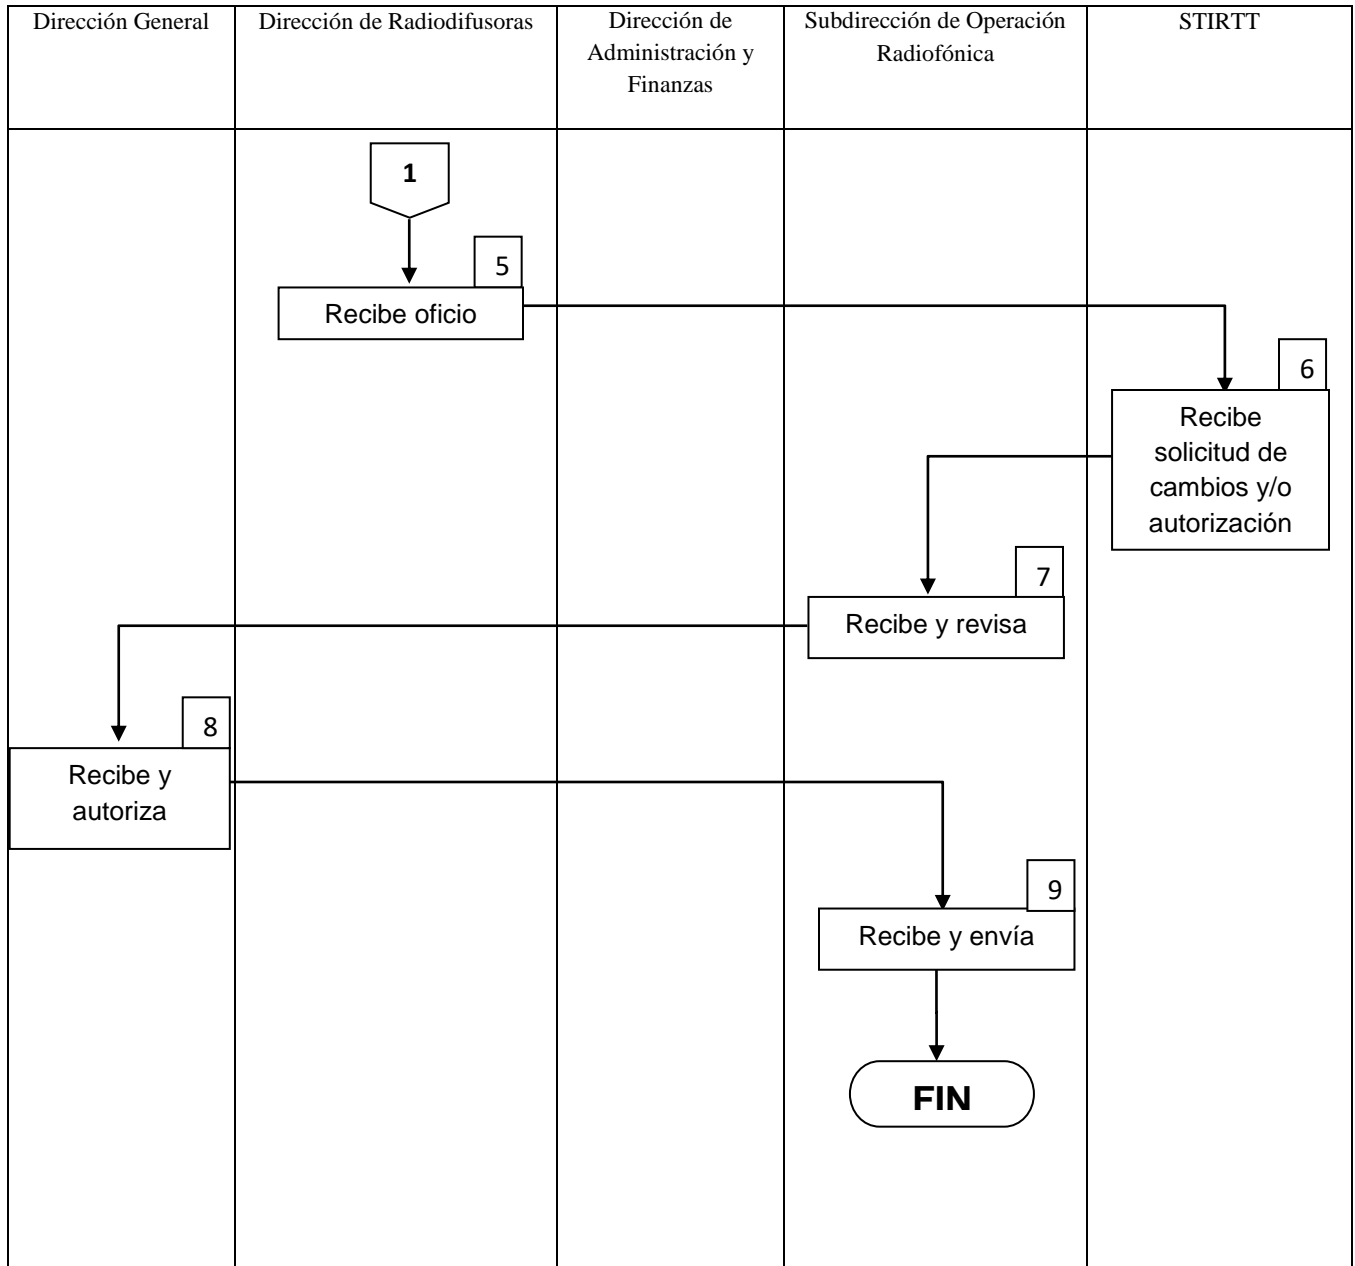 Dirección General
Dirección de Radiodifusoras
Dirección de
Administración y
Finanzas
Subdirección de Operación
Radiofónica
STIRTT
1
5
Recibe oficio
6
Recibe
solicitud de
cambios y/o
autorización
7
Recibe y revisa
8
Recibe y
autoriza
9
Recibe y envía
FIN